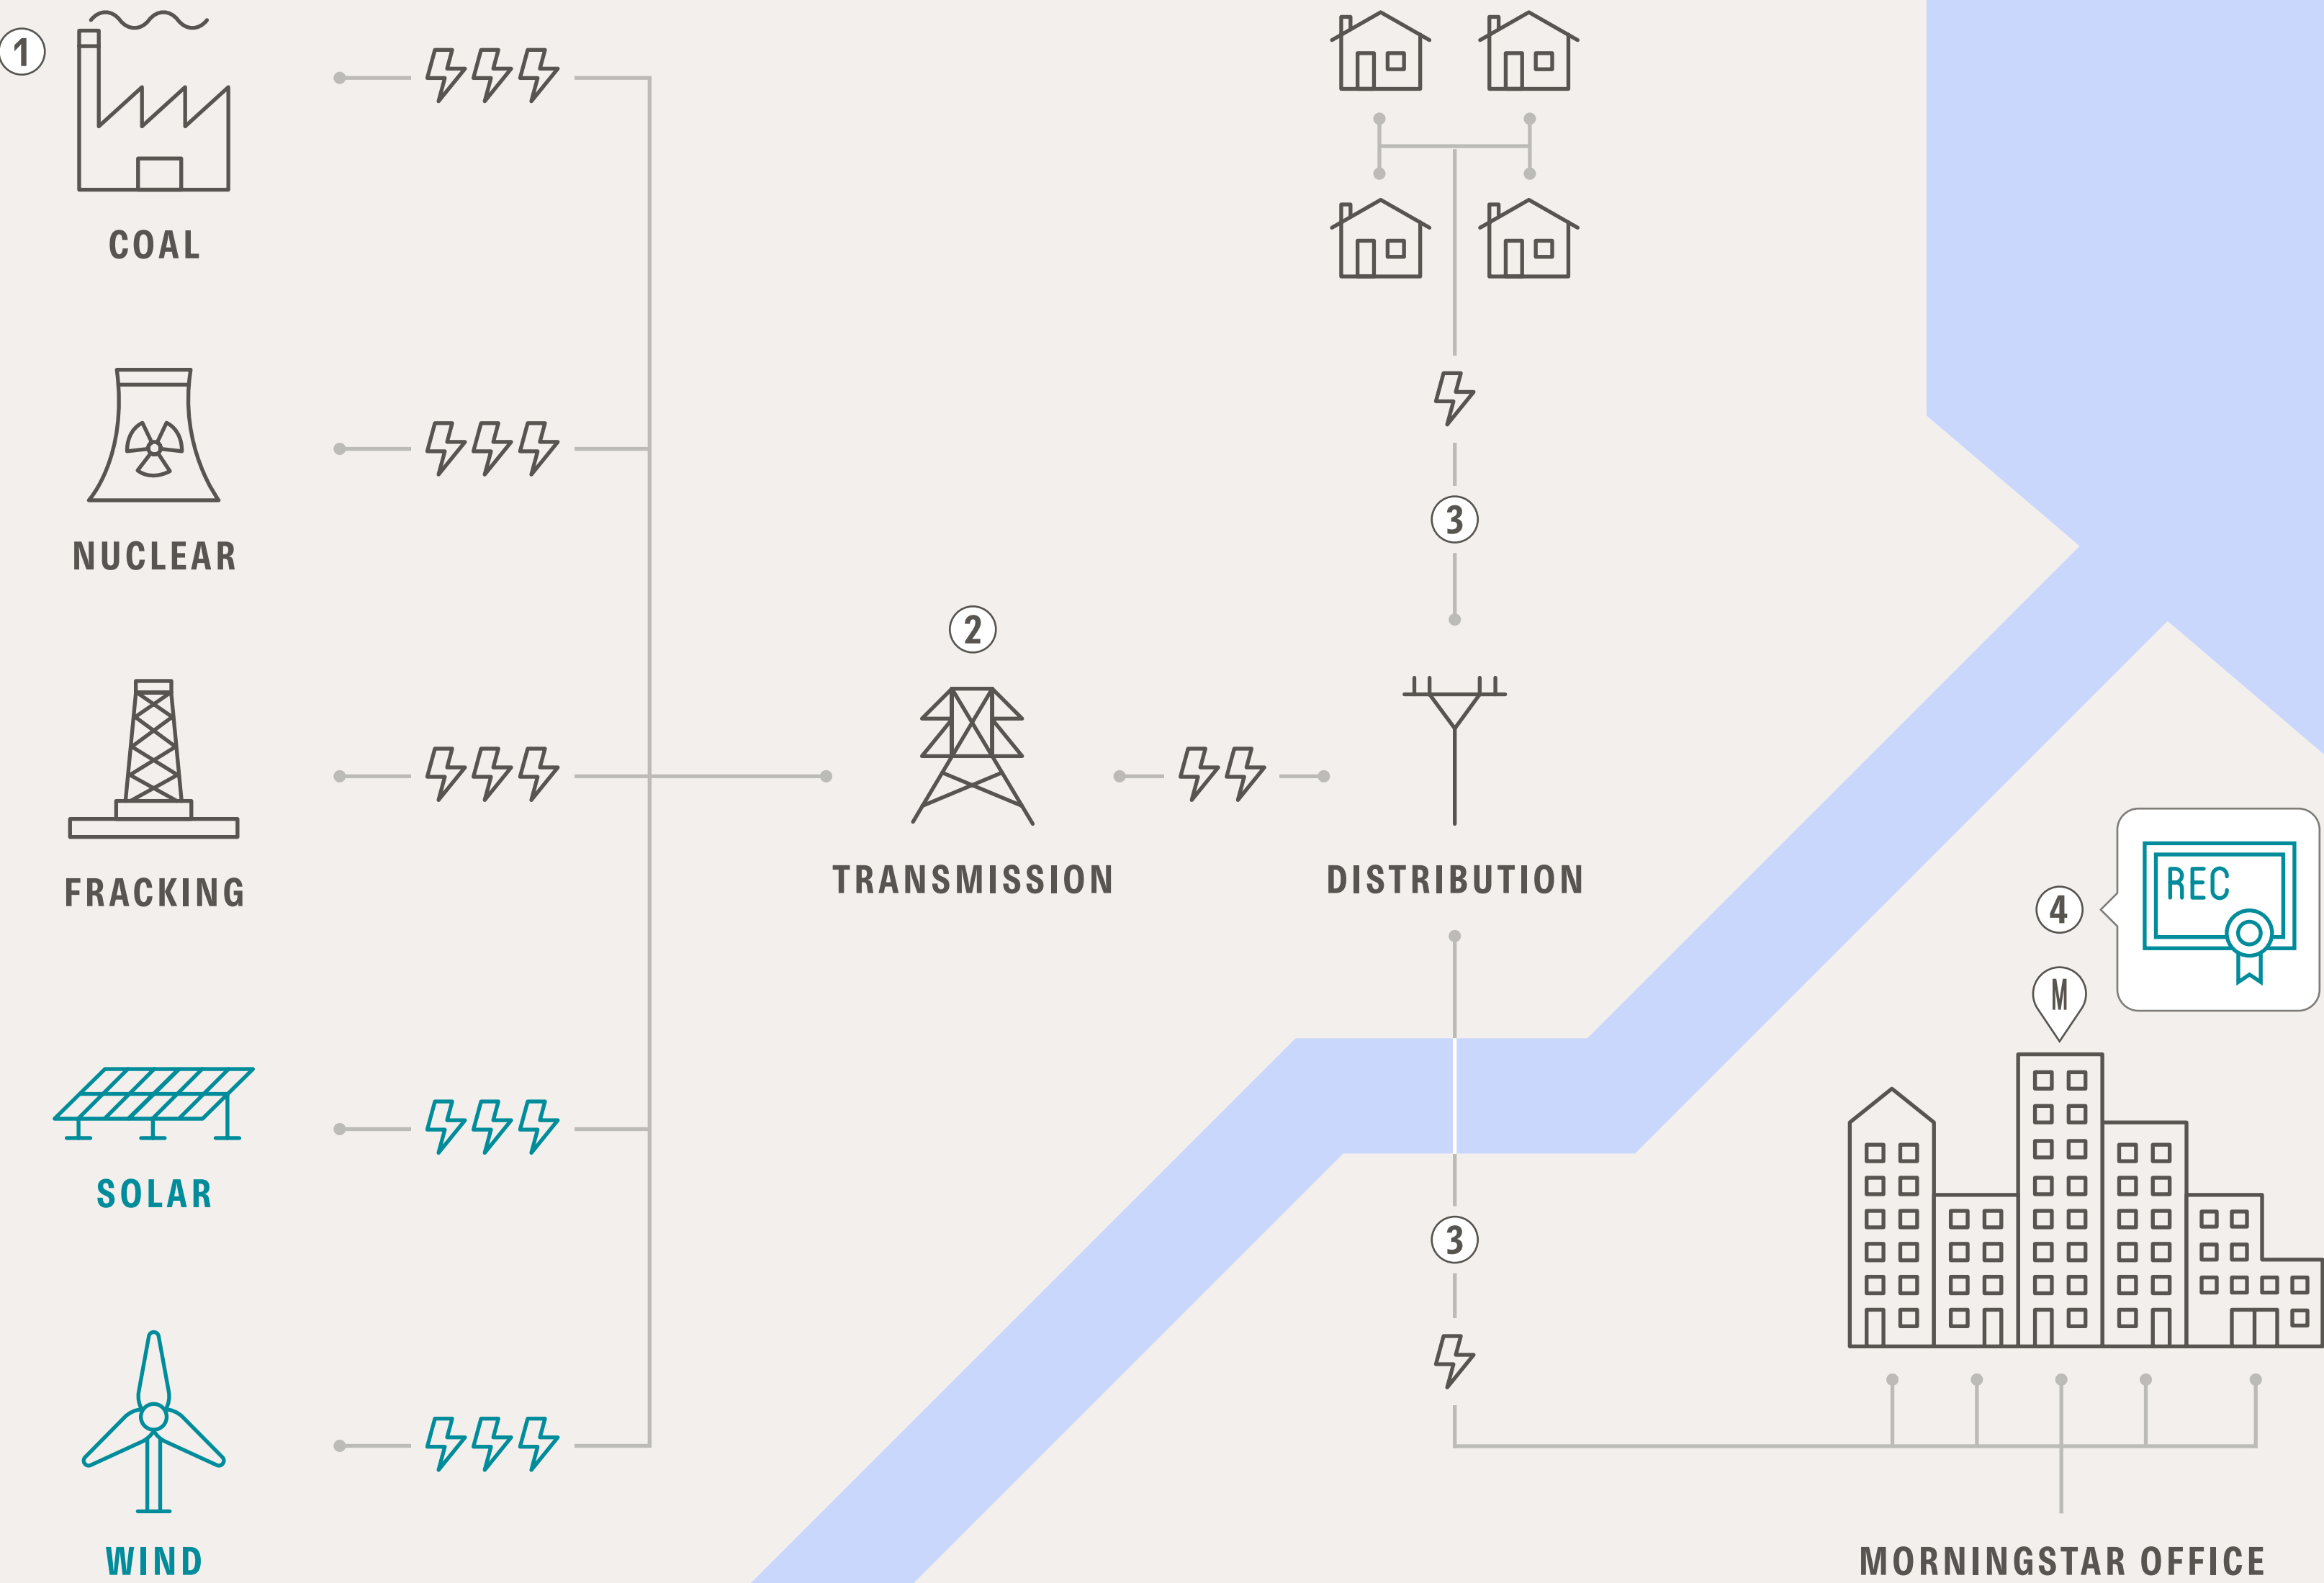 1
COAL
NUCLEAR
FRACKING
SOLAR
WIND
2
TRANSMISSION
3
DISTRIBUTION
3
4
REC
M
MORNINGSTAR OFFICE